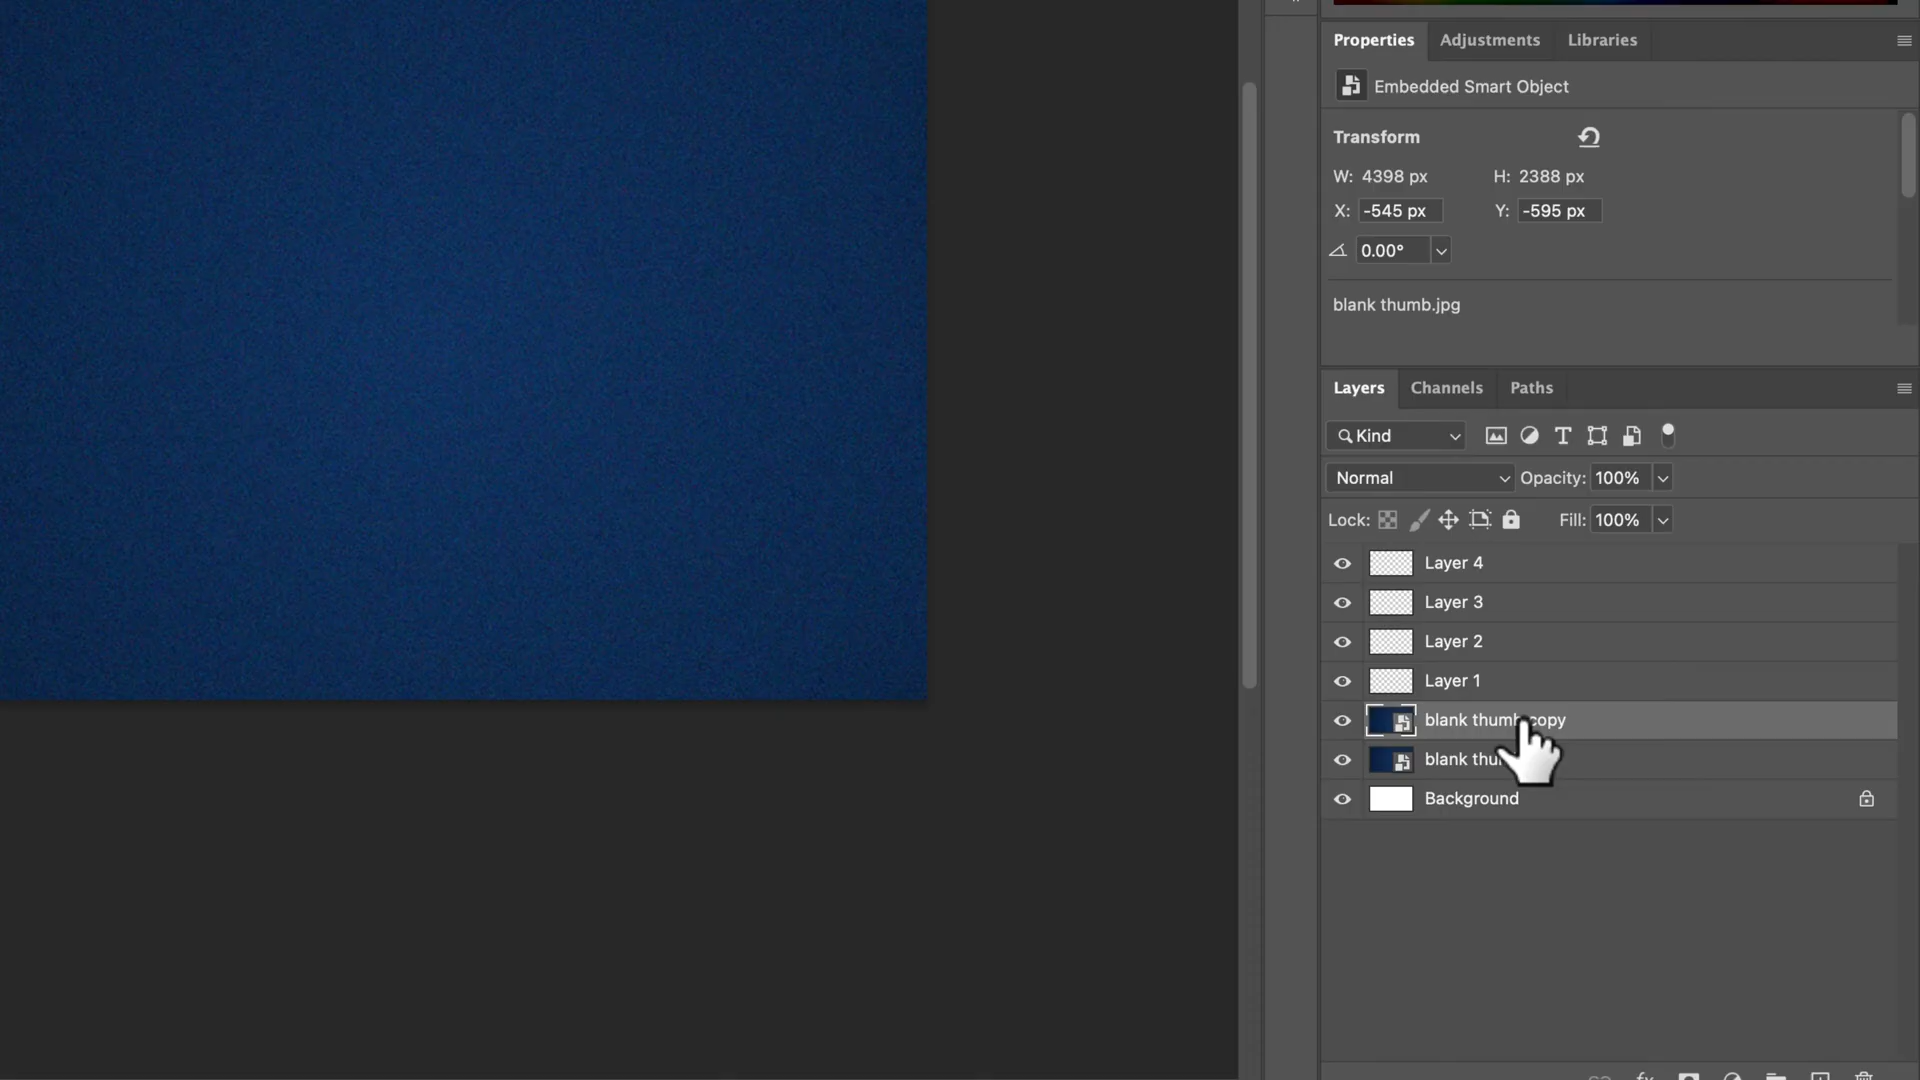 Properties Adjustments Libraries
Embedded Smart Object
Transform
W: 4398 px H: 2388 px
X: -545 px Y: -595 px
0.00°
blank thumb.jpg
Layers Channels Paths
Kind
Normal Opacity: 100%
Lock: Fill: 100%
Layer 4
Layer 3
Layer 2
Layer 1
blank thumb copy
blank
Background
fx